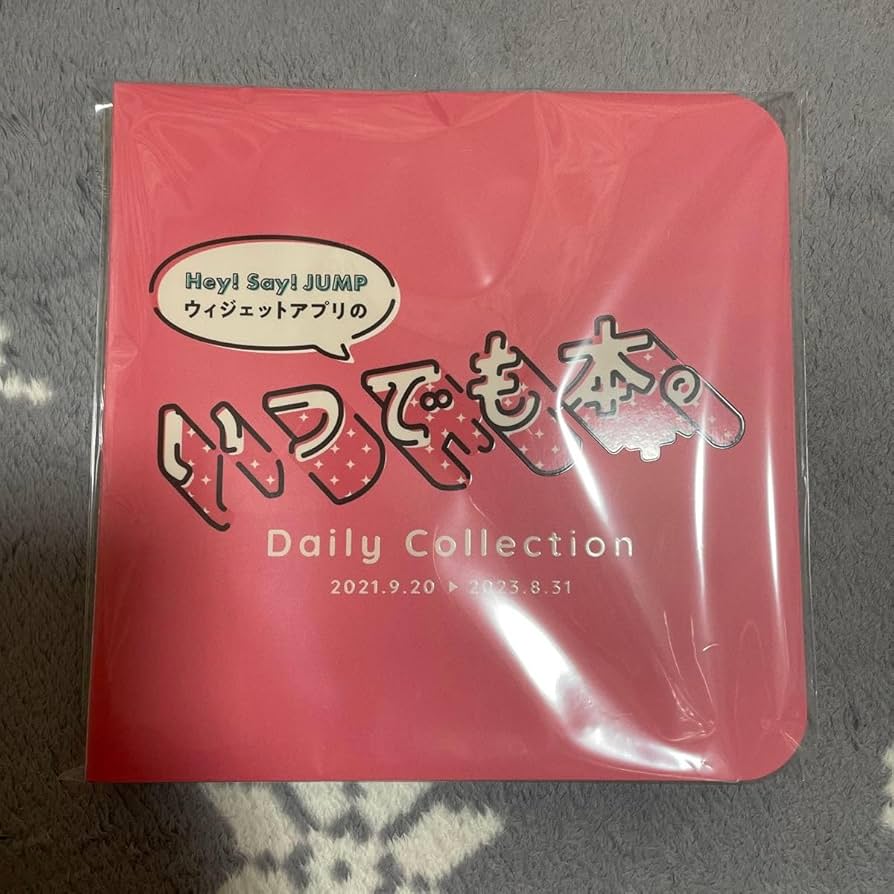 Hey! Say! JUMP
ウィジェットアプリの
いつでも本。
Daily Collection
2021.9.20 ▶ 2023.8.31